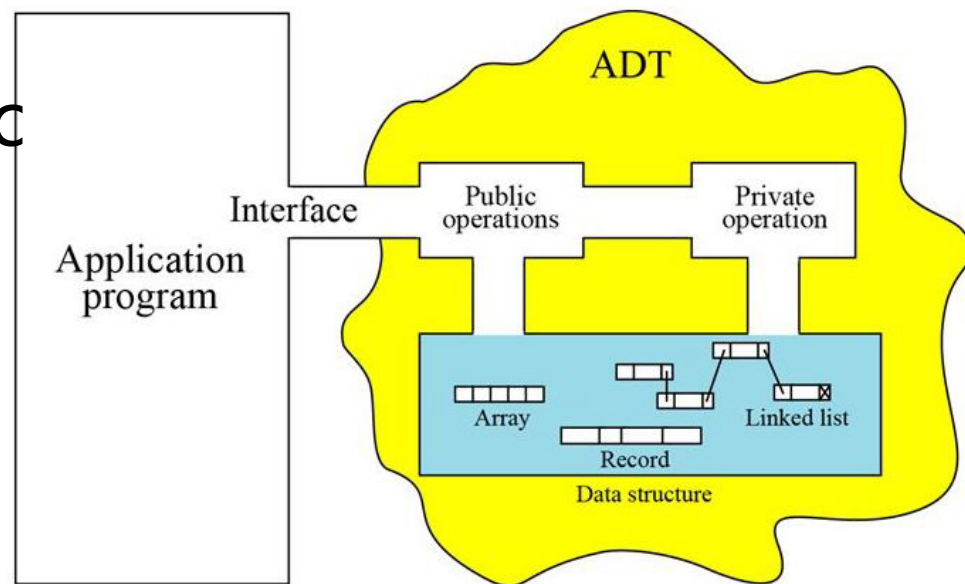 ADT
c
Interface
Public
operations
Private
operation
Application
program
Array
Linked list
Record
Data structure